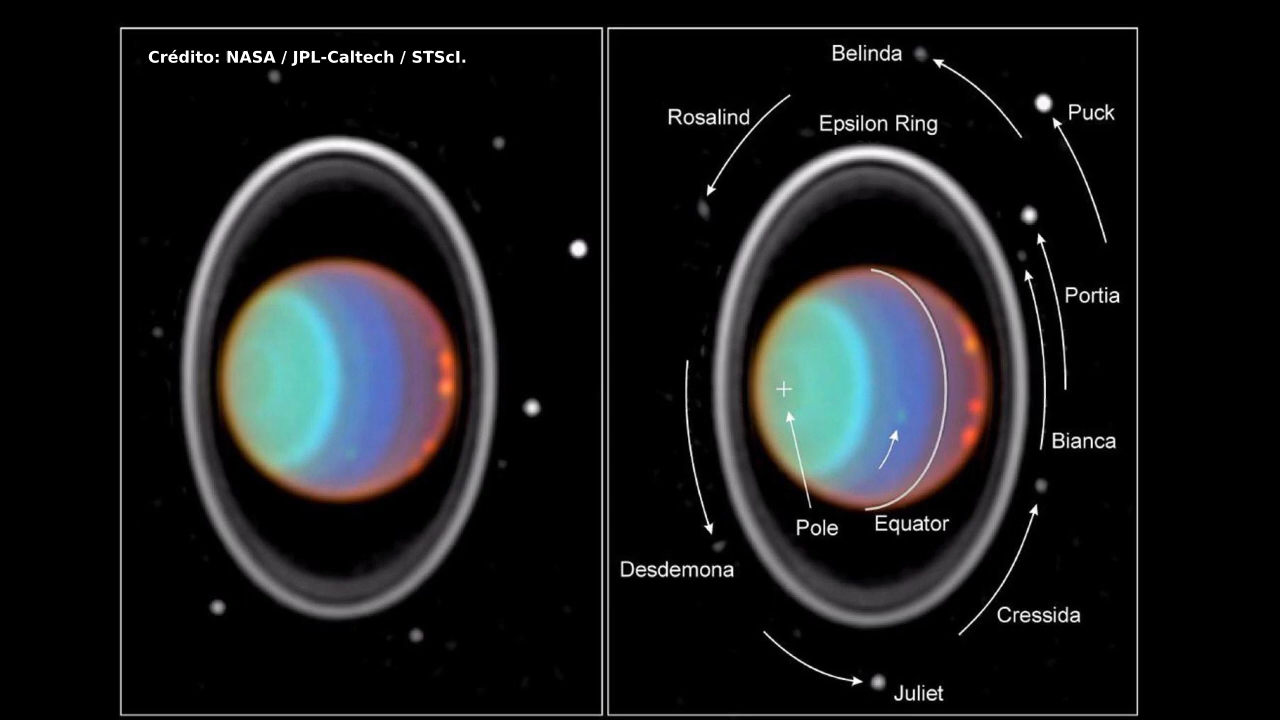 Crédito: NASA / JPL-Caltech / STScI.
Belinda
Puck
Rosalind
Epsilon Ring
Portia
Bianca
Pole
Equator
Desdemona
Cressida
Juliet